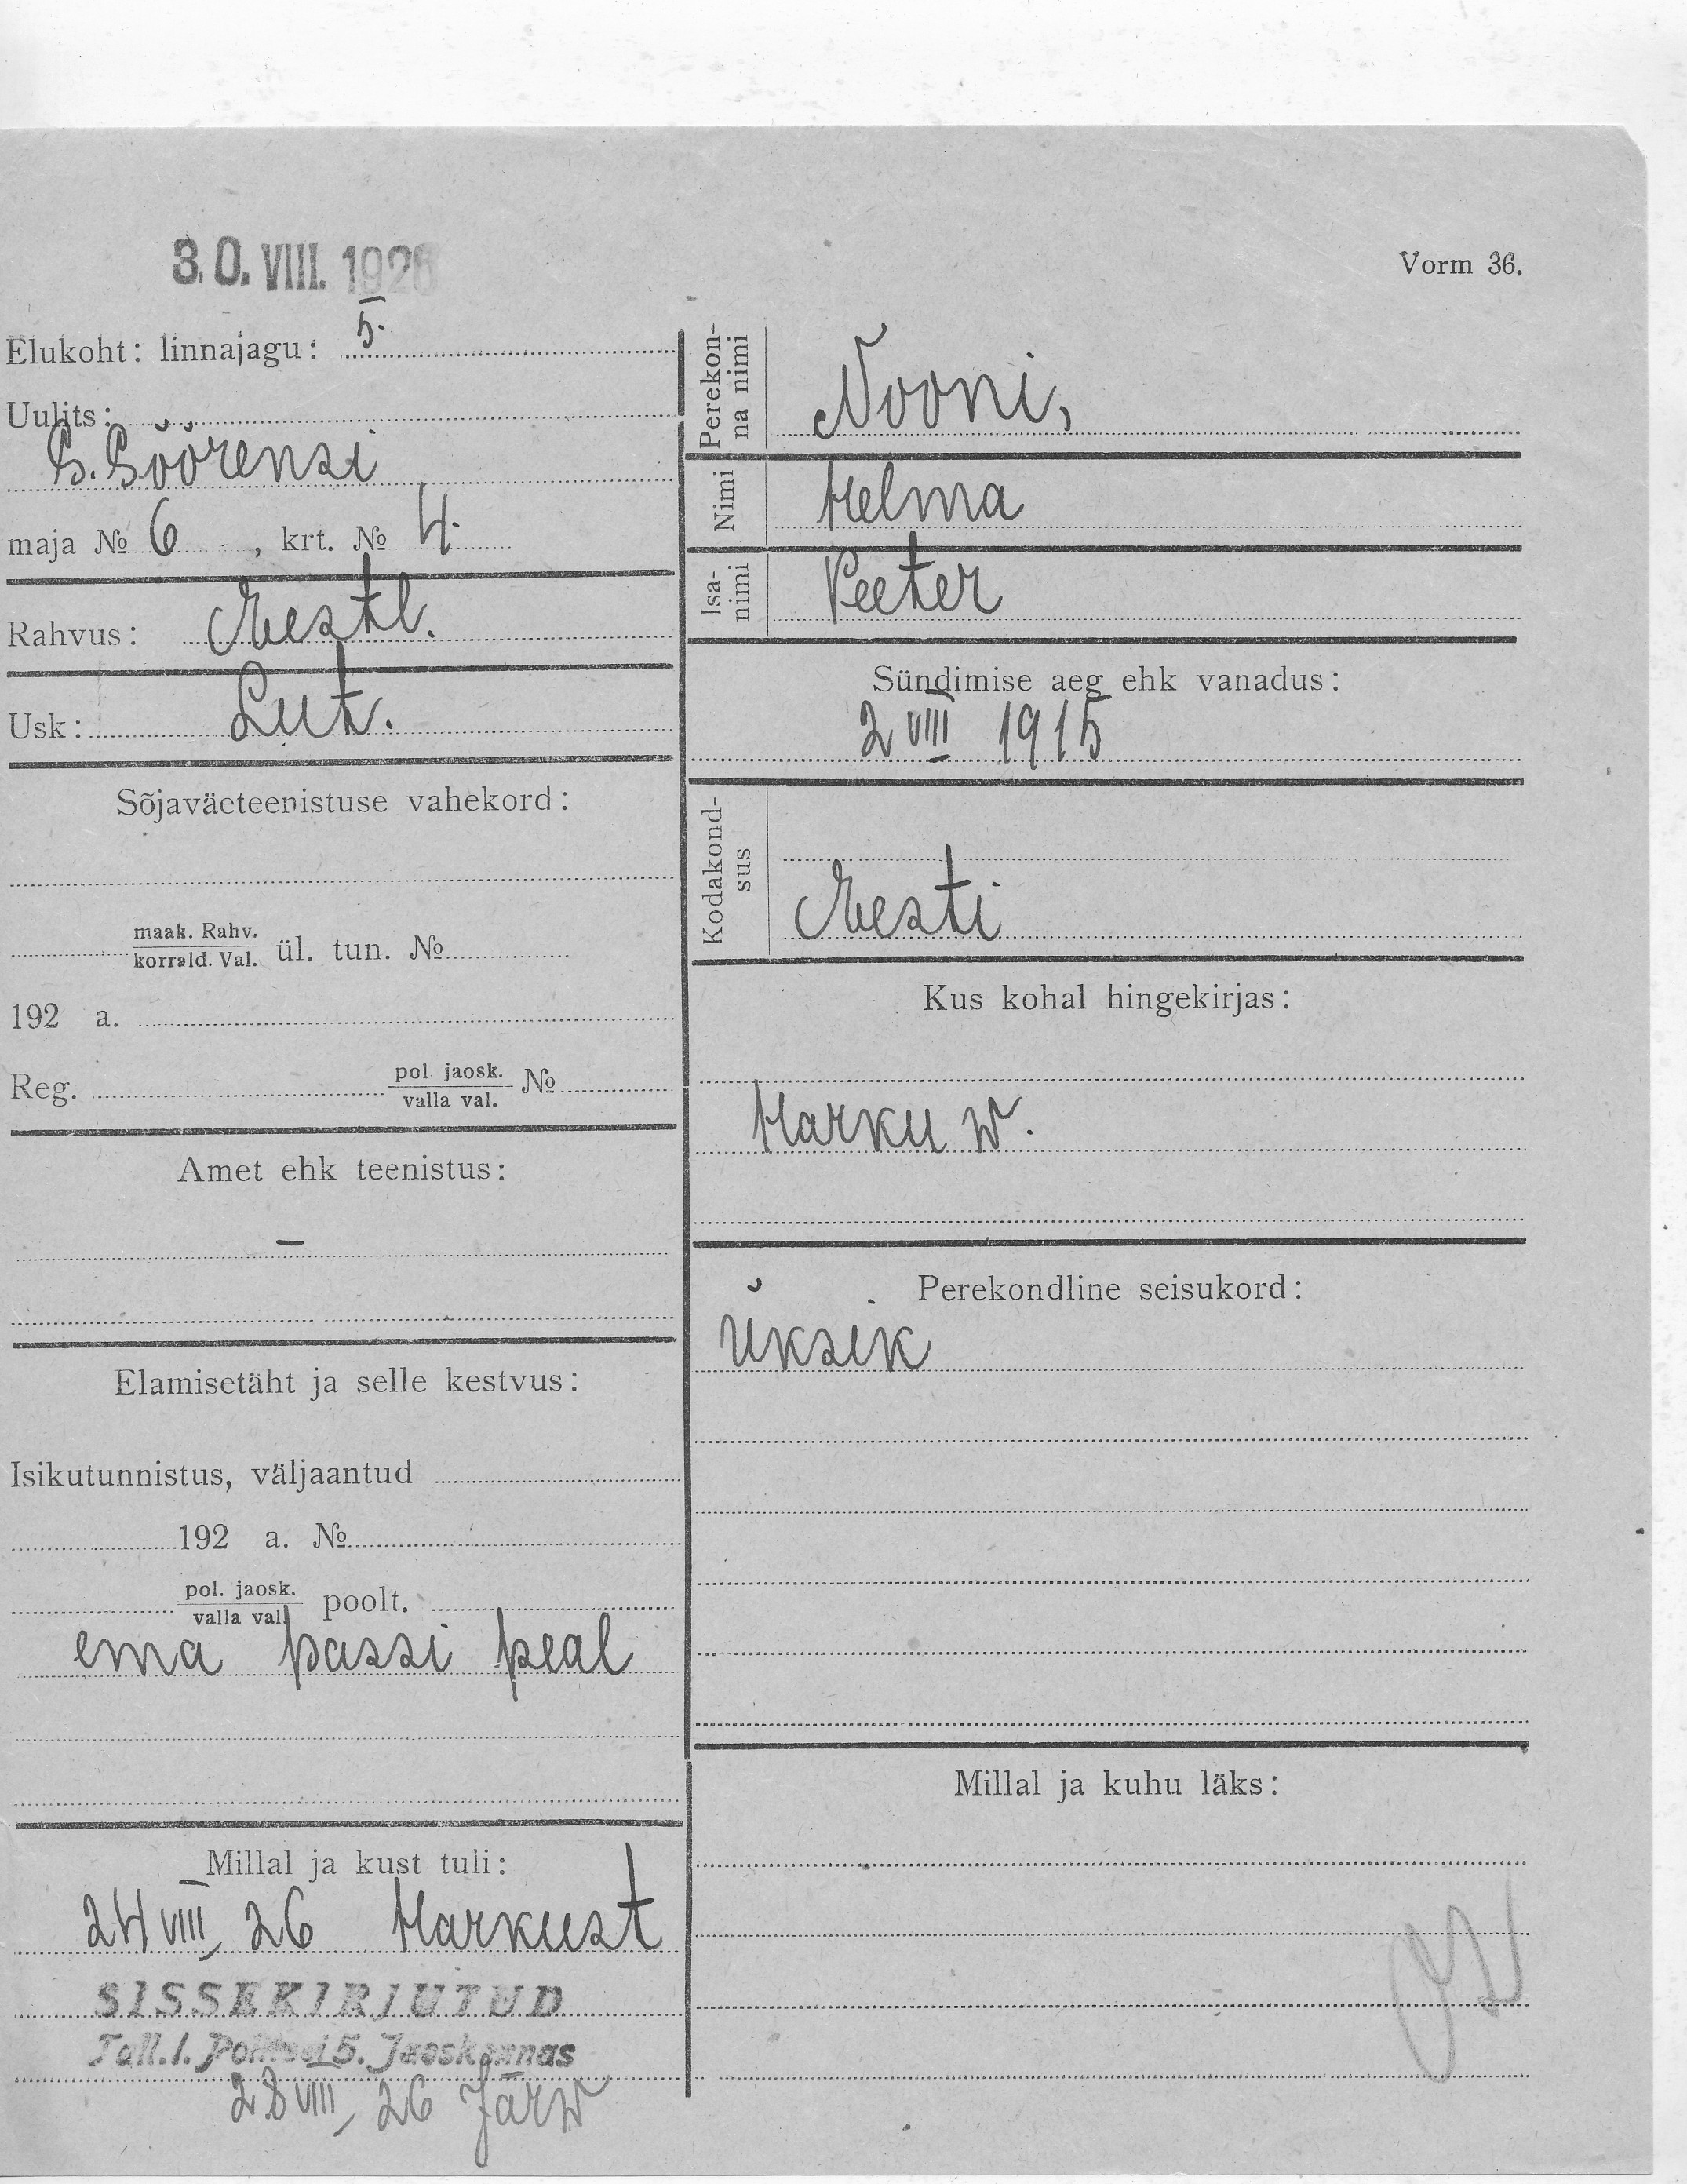 30. VIII. 1926
Vorm 36.
Elukoht: linnajagu: 5.
Uulits:
S. Söörensi
maja № 6, krt. № 4.
Rahvus: Eestl.
Usk: Lut.
Sõjaväeteenistuse vahekord:
maak. Rahv.
korrald. Val. ül. tun. №
192 a.
Reg. pol. jaosk. №
valla val.
Amet ehk teenistus:
–
Elamisetäht ja selle kestvus:
Isikutunnistus, väljaantud
192 a. №
pol. jaosk.
valla val. poolt.
ema passi peal
Millal ja kust tuli:
24 VIII 26 Harkust
SISSEKIRJUTUD
Tall. l. Politsei 5. Jaoskonnas
28 VIII 26 Järw
Perekon-
na nimi
Nooni,
Nimi
Helma
Isa-
nimi
Peeter
Sündimise aeg ehk vanadus:
2 VIII 1915
Kodakond-
sus
Eesti
Kus kohal hingekirjas:
Harku w.
Perekondline seisukord:
Üksik
Millal ja kuhu läks: